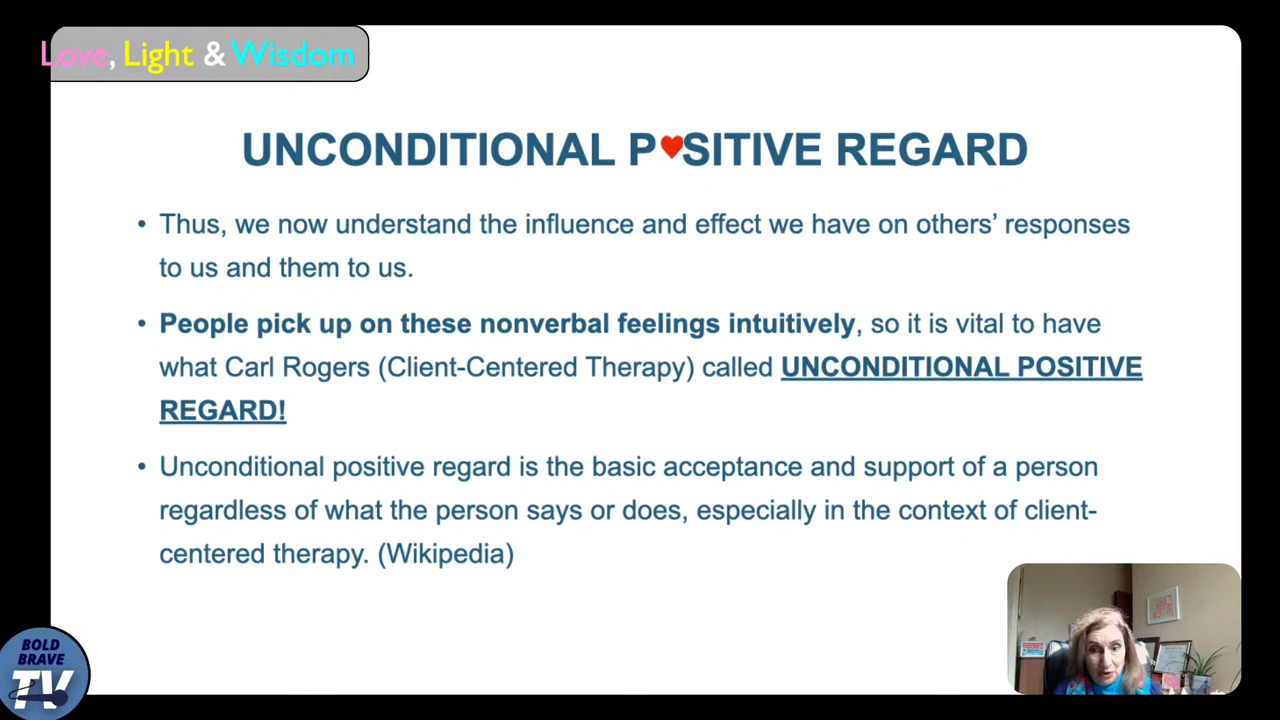 Love, Light & Wisdom
UNCONDITIONAL P❤SITIVE REGARD
• Thus, we now understand the influence and effect we have on others’ responses
to us and them to us.
• People pick up on these nonverbal feelings intuitively, so it is vital to have
what Carl Rogers (Client-Centered Therapy) called UNCONDITIONAL POSITIVE
REGARD!
• Unconditional positive regard is the basic acceptance and support of a person
regardless of what the person says or does, especially in the context of client-
centered therapy. (Wikipedia)
BOLD
BRAVE
TV